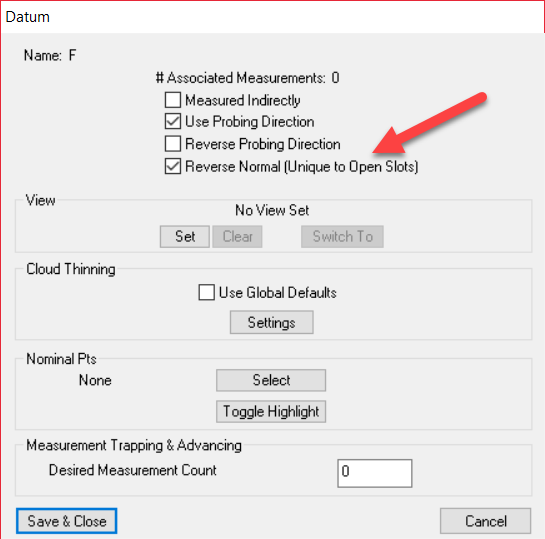 Datum
Name: F
# Associated Measurements: 0
Measured Indirectly
Use Probing Direction
Reverse Probing Direction
Reverse Normal (Unique to Open Slots)
View
No View Set
Set Clear Switch To
Cloud Thinning
Use Global Defaults
Settings
Nominal Pts
None Select
Toggle Highlight
Measurement Trapping & Advancing
Desired Measurement Count 0
Save & Close Cancel